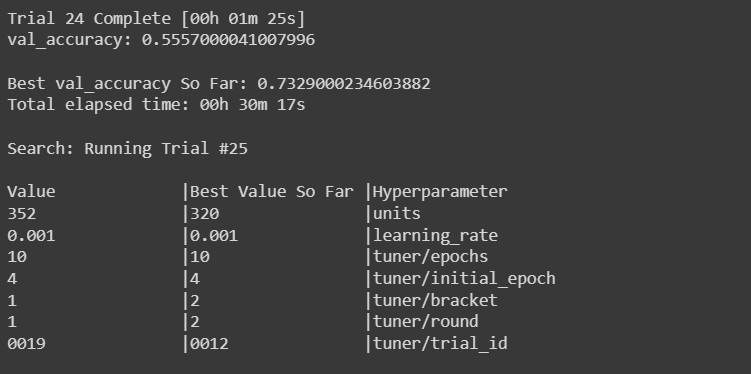 Trial 24 Complete [00h 01m 25s]
val_accuracy: 0.5557000041007996
Best val_accuracy So Far: 0.7329000234603882
Total elapsed time: 00h 30m 17s
Search: Running Trial #25
Value |Best Value So Far |Hyperparameter
352 |320 |units
0.001 |0.001 |learning_rate
10 |10 |tuner/epochs
4 |4 |tuner/initial_epoch
1 |2 |tuner/bracket
1 |2 |tuner/round
0019 |0012 |tuner/trial_id